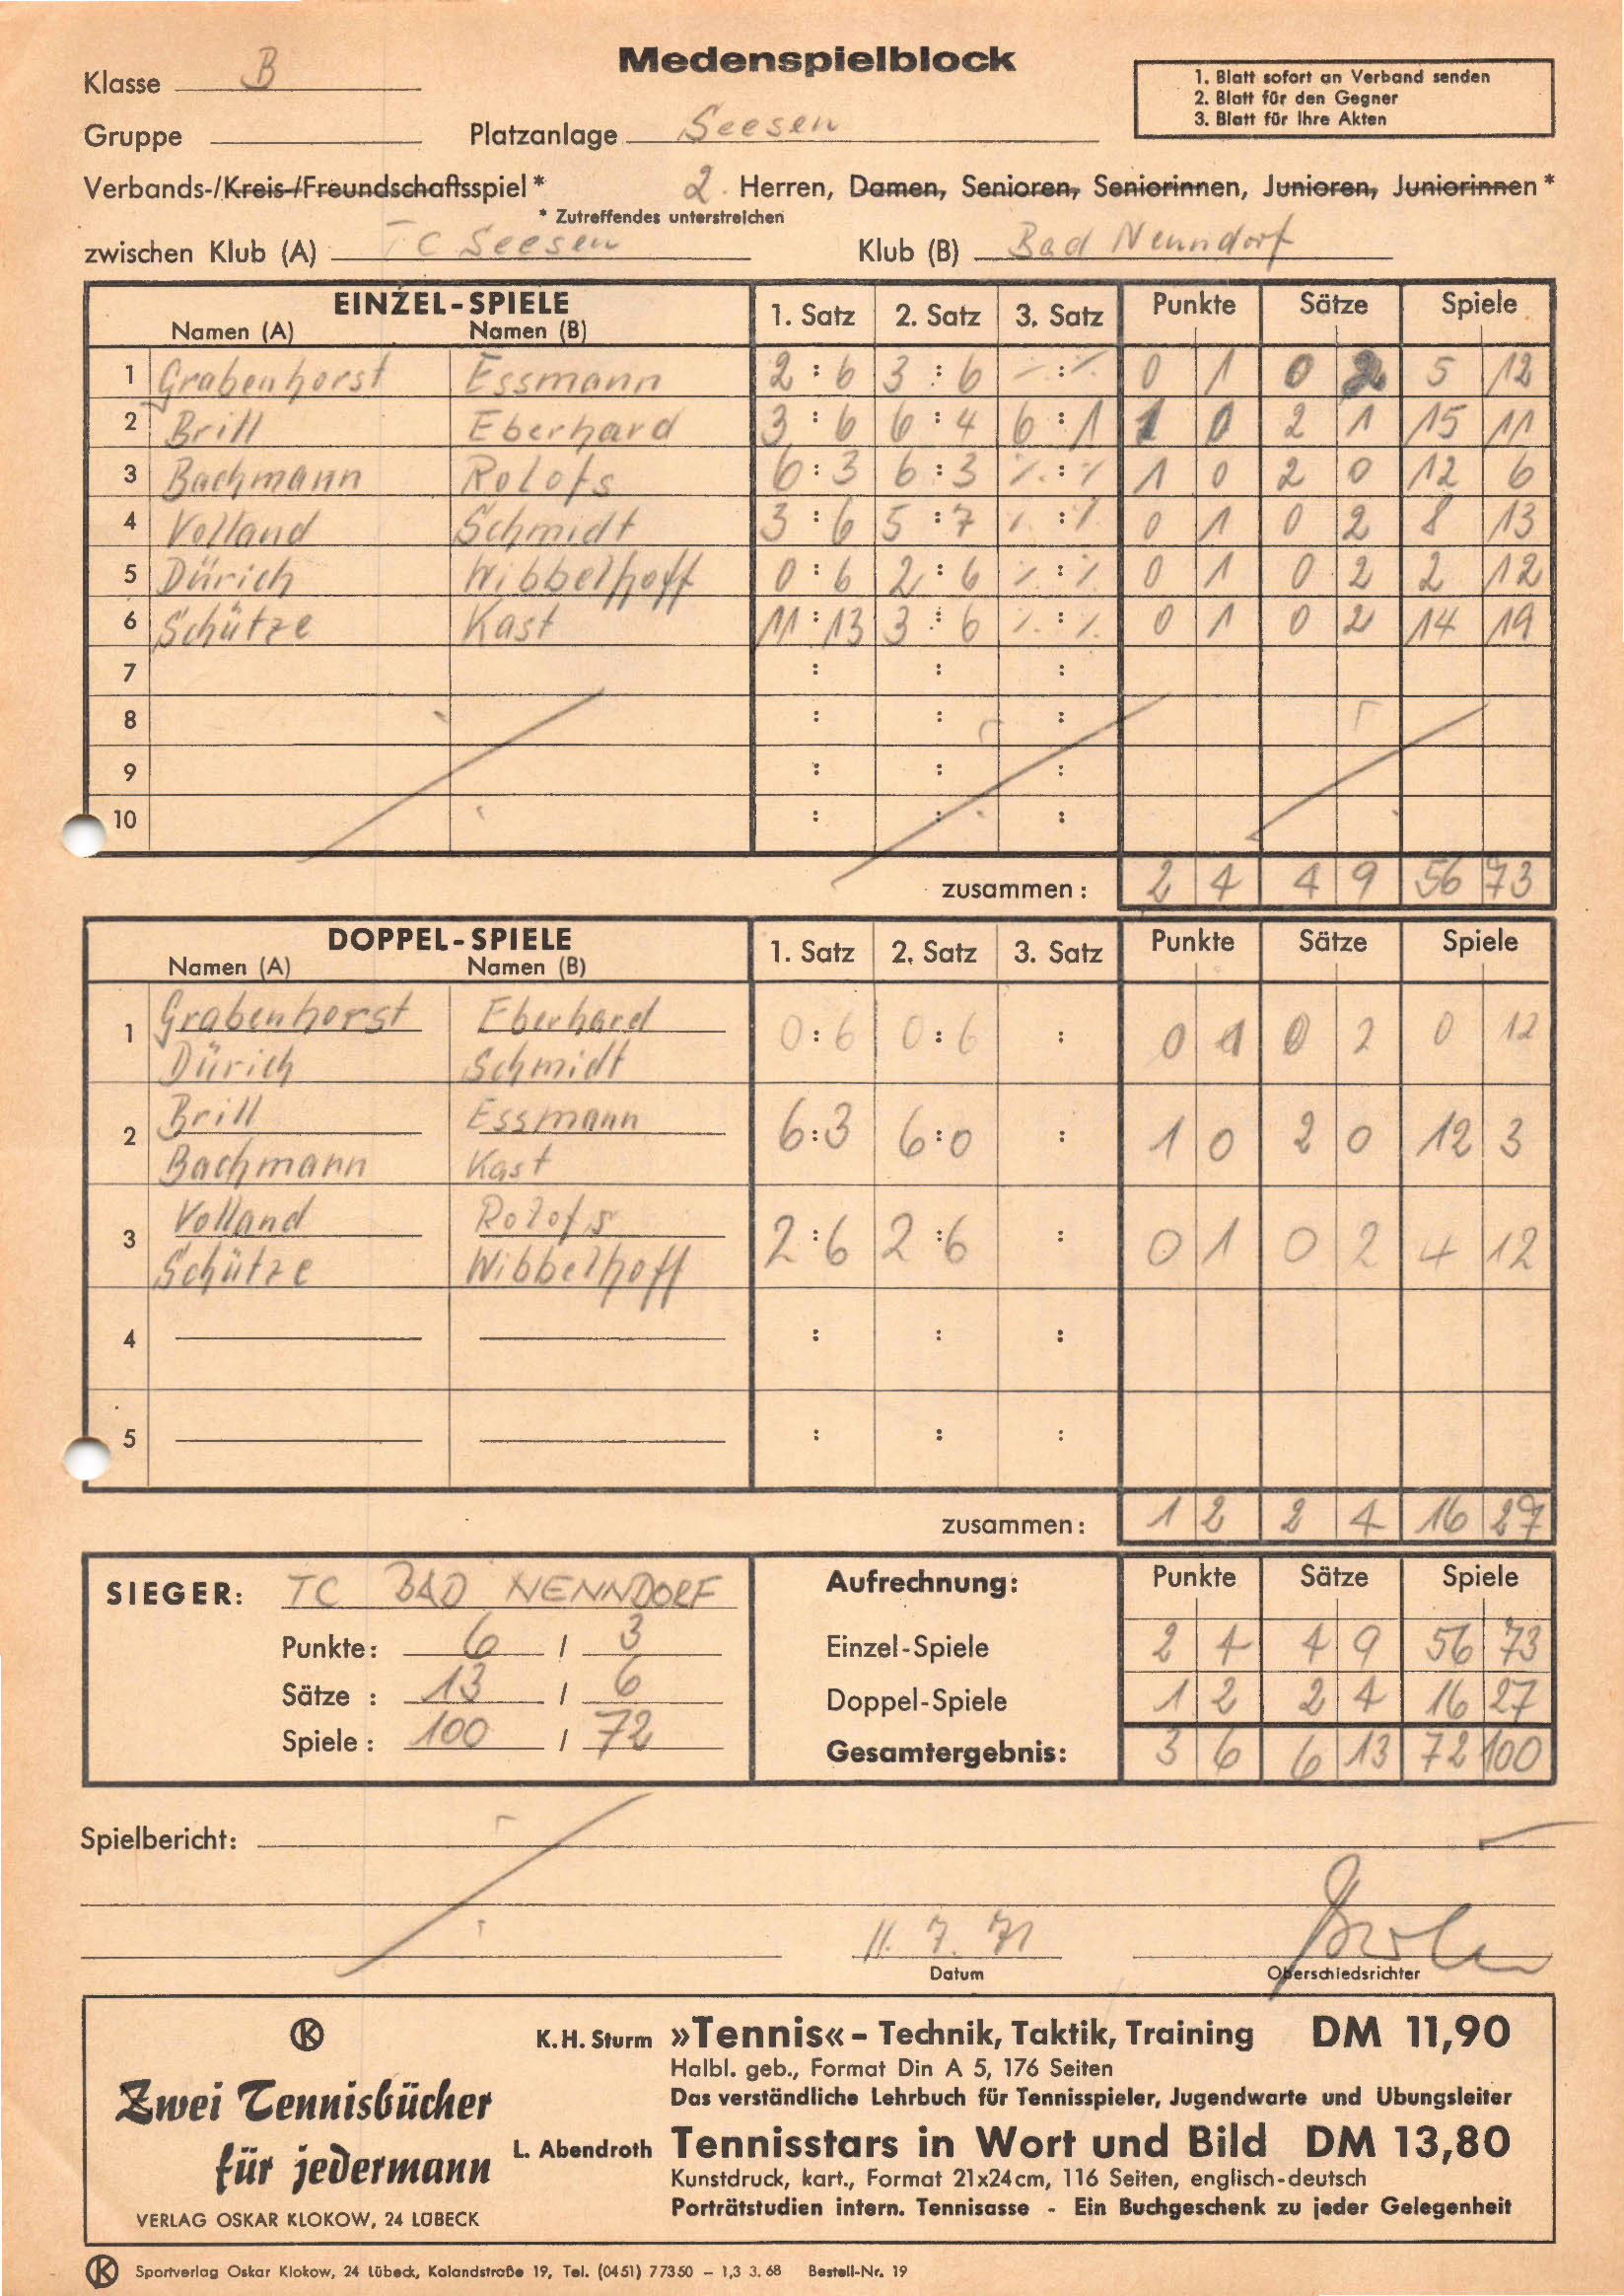 Medenspielblock
Klasse B
1. Blatt sofort an Verband senden
2. Blatt für den Gegner
3. Blatt für Ihre Akten
Gruppe Platzanlage Seesen
Verbands-/Kreis-/Freundschaftsspiel * 2. Herren, Damen, Senioren, Seniorinnen, Junioren, Juniorinnen *
* Zutreffendes unterstreichen
zwischen Klub (A) TC Seesen Klub (B) Bad Nenndorf
EINZEL-SPIELE 1. Satz 2. Satz 3. Satz Punkte Sätze Spiele
Namen (A) Namen (B)
1 Grabenhorst Essmann 2 : 6 3 : 6 ∕. : ∕. 0 1 0 2 5 12
2 Brill Eberhard 3 : 6 6 : 4 6 : 1 1 0 2 1 15 11
3 Bachmann Rolofs 6 : 3 6 : 3 ∕. : ∕. 1 0 2 0 12 6
4 Volland Schmidt 3 : 6 5 : 7 ∕. : ∕. 0 1 0 2 8 13
5 Dürich Wibbelhoff 0 : 6 2 : 6 ∕. : ∕. 0 1 0 2 2 12
6 Schütze Kast 11 : 13 3 : 6 ∕. : ∕. 0 1 0 2 14 19
7 : : :
8 : : :
9 : : :
10 : : :
zusammen: 2 4 4 9 56 73
DOPPEL-SPIELE 1. Satz 2. Satz 3. Satz Punkte Sätze Spiele
Namen (A) Namen (B)
Grabenhorst Eberhard
1 0 : 6 0 : 6 : 0 1 0 2 0 12
Dürich Schmidt
Brill Essmann
2 6 : 3 6 : 0 : 1 0 2 0 12 3
Bachmann Kast
Volland Rolofs
3 2 : 6 2 : 6 : 0 1 0 2 4 12
Schütze Wibbelhoff
4 : : :
5 : : :
zusammen: 1 2 2 4 16 27
SIEGER: TC BAD NENNDORF Aufrechnung: Punkte Sätze Spiele
Punkte: 6 / 3 Einzel-Spiele 2 4 4 9 56 73
Sätze : 13 / 6 Doppel-Spiele 1 2 2 4 16 27
Spiele : 100 / 72 Gesamtergebnis: 3 6 6 13 72 100
Spielbericht:
11. 7. 71
Datum Oberschiedsrichter
K
K. H. Sturm »Tennis« – Technik, Taktik, Training DM 11,90
Halbl. geb., Format Din A 5, 176 Seiten
Das verständliche Lehrbuch für Tennisspieler, Jugendwarte und Übungsleiter
Zwei Tennisbücher
für jedermann
L. Abendroth Tennisstars in Wort und Bild DM 13,80
Kunstdruck, kart., Format 21x24cm, 116 Seiten, englisch-deutsch
Porträtstudien intern. Tennisasse - Ein Buchgeschenk zu jeder Gelegenheit
VERLAG OSKAR KLOKOW, 24 LÜBECK
K Sportverlag Oskar Klokow, 24 Lübeck, Kalandstraße 19, Tel. (0451) 77350 – 1,3 3. 68 Bestell-Nr. 19